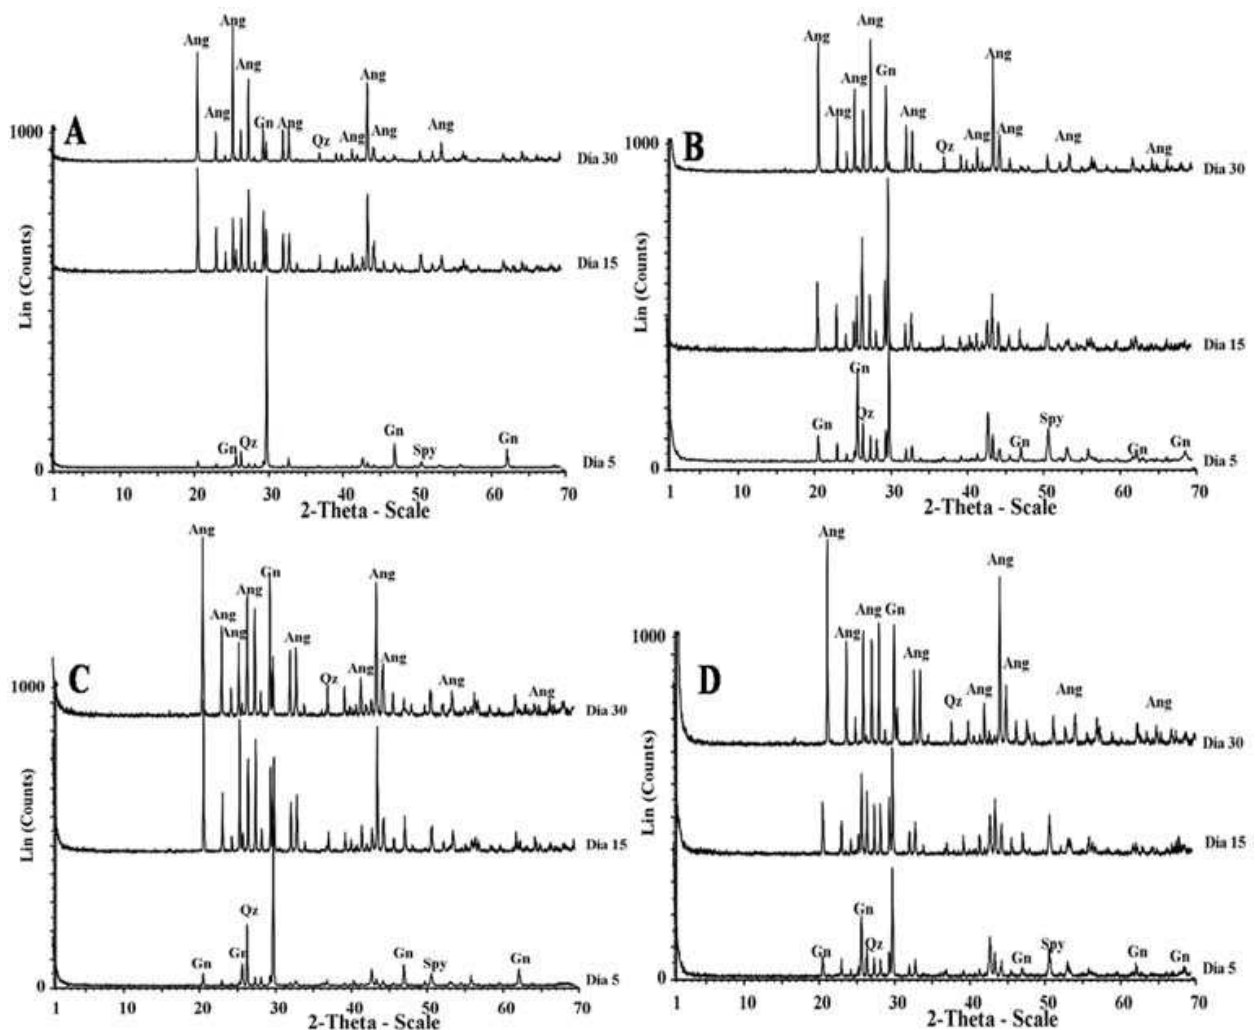 Ang
Ang Ang Ang
Ang Gn Ang Qz Ang Ang Ang
1000 A Dia 30
Dia 15
Gn Qz Gn Spy Gn
0 Dia 5
1 10 20 30 40 50 60 70
2-Theta - Scale
Lin (Counts)
Ang
Ang Ang Gn Ang
Ang Ang Qz Ang Ang Ang Ang
1000 B Dia 30
Dia 15
Gn
Gn Qz Gn Spy Gn Gn
0 Dia 5
1 10 20 30 40 50 60 70
2-Theta - Scale
Lin (Counts)
Ang
Gn Ang
Ang Ang Ang Ang Ang Ang
Qz Ang Ang
1000 C Dia 30
Dia 15
Qz
Gn Gn Gn Spy Gn
0 Dia 5
1 10 20 30 40 50 60 70
2-Theta - Scale
Lin (Counts)
Ang
Ang
Ang Gn
Ang Ang Ang
Qz Ang Ang Ang
1000 D Dia 30
Dia 15
Gn
Gn Qz Gn Spy Gn Gn
0 Dia 5
1 10 20 30 40 50 60 70
2-Theta - Scale
Lin (Counts)